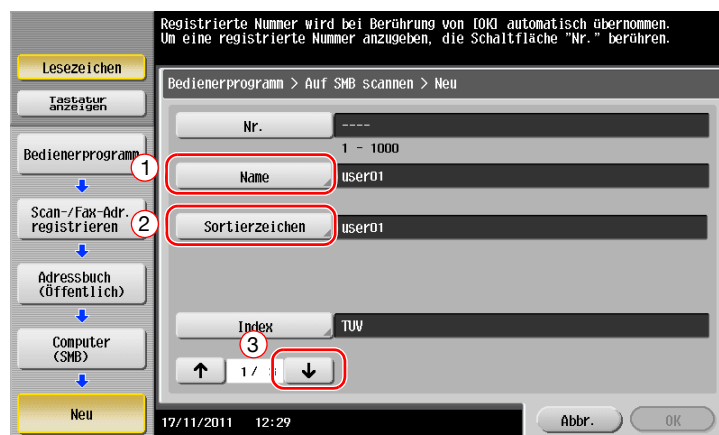 Registrierte Nummer wird bei Berührung von [OK] automatisch übernommen.
Um eine registrierte Nummer anzugeben, die Schaltfläche "Nr." berühren.
Lesezeichen
Tastatur
anzeigen
Bedienerprogramm
Scan-/Fax-Adr.
registrieren
Adressbuch
(Öffentlich)
Computer
(SMB)
Neu
Bedienerprogramm > Auf SMB scannen > Neu
Nr. ----
1 - 1000
1
Name user01
2
Sortierzeichen user01
Index TUV
3
↑ 1/ ↓
17/11/2011 12:29
Abbr. OK